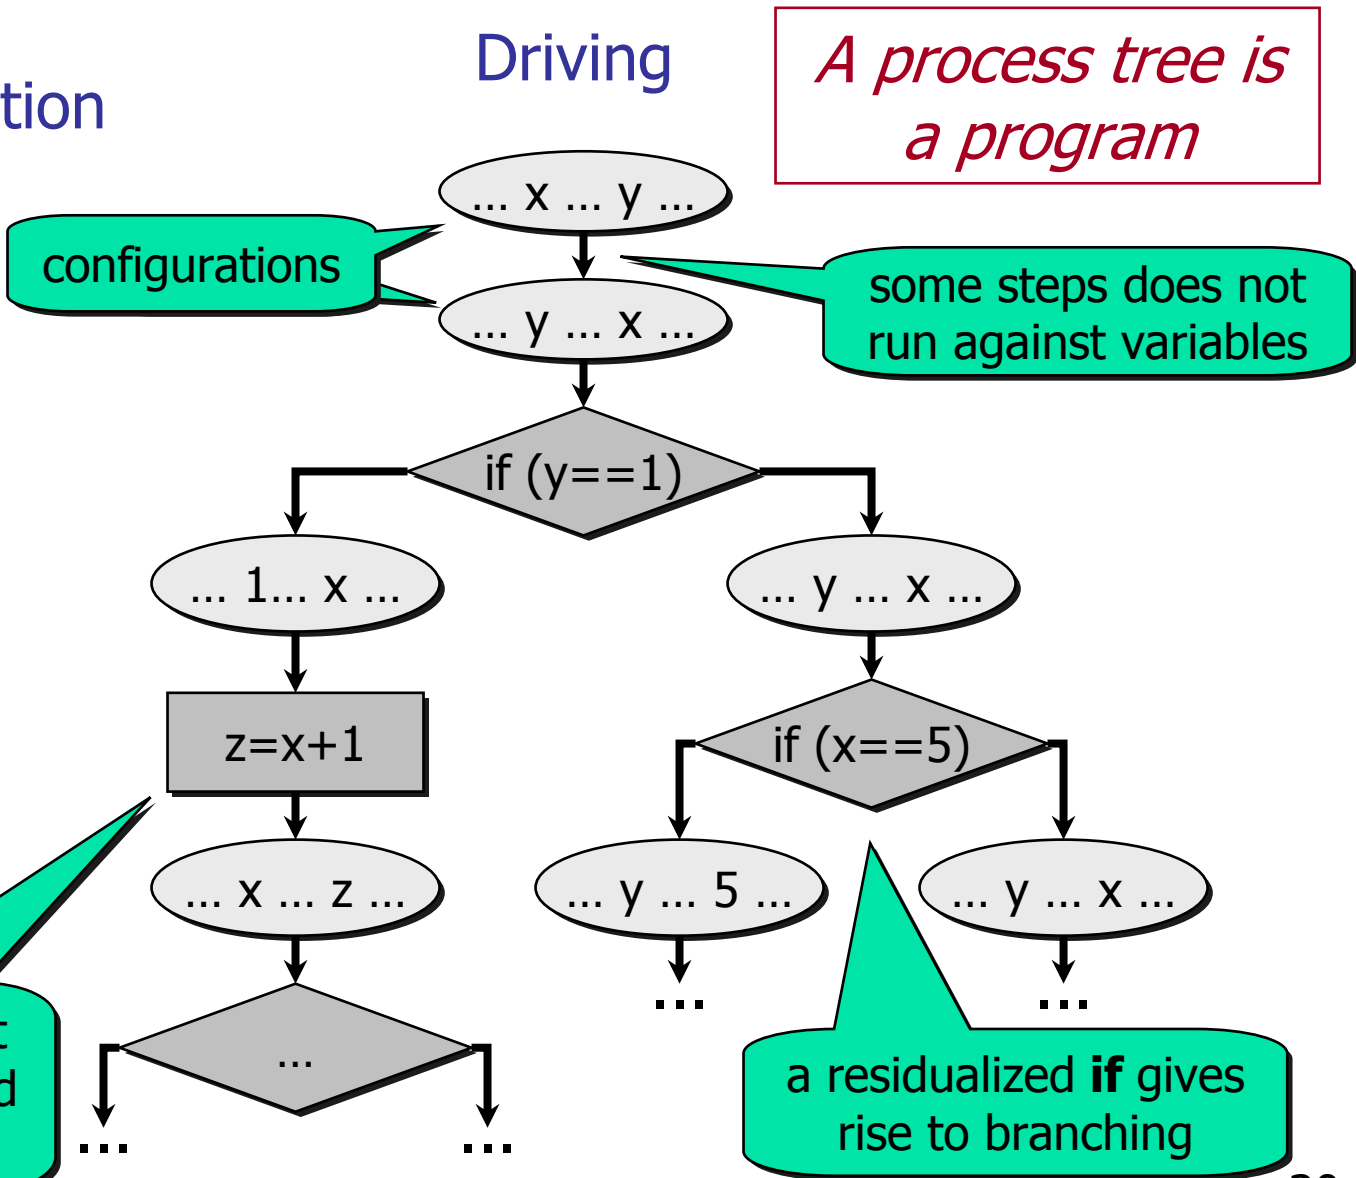 Driving
tion
A process tree is
a program
... x ... y ...
configurations
some steps does not
run against variables
... y ... x ...
if (y==1)
... 1... x ...
... y ... x ...
z=x+1
if (x==5)
... x ... z ...
... y ... 5 ...
... y ... x ...
...
...
...
t
d
a residualized if gives
rise to branching
...
...